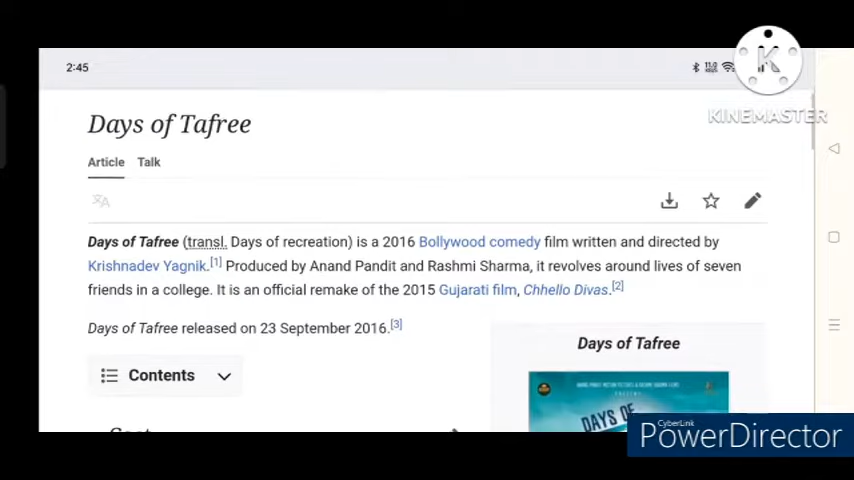 2:45
KINEMASTER
Days of Tafree
Article Talk
Days of Tafree (transl. Days of recreation) is a 2016 Bollywood comedy film written and directed by
Krishnadev Yagnik.[1] Produced by Anand Pandit and Rashmi Sharma, it revolves around lives of seven
friends in a college. It is an official remake of the 2015 Gujarati film, Chhello Divas.[2]
Days of Tafree released on 23 September 2016.[3]
Days of Tafree
Contents
DAYS OF
CyberLink
PowerDirector